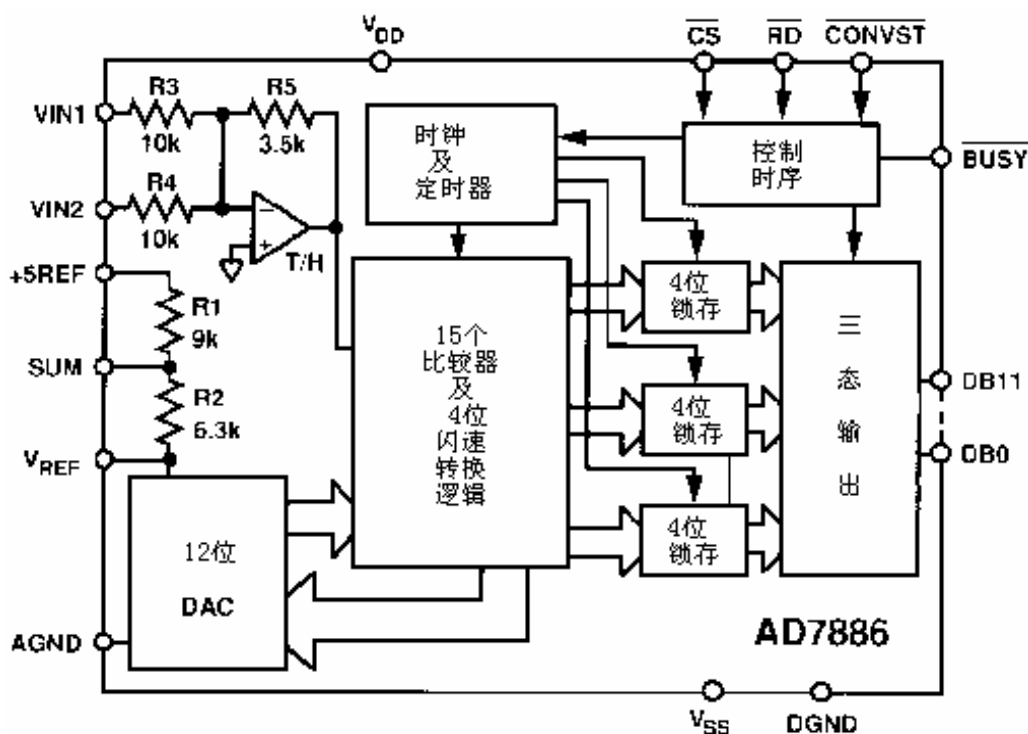 VDD
CS
RD
CONVST
VIN1
R3
10k
R5
3.5k
时钟
及
定时器
控制
时序
BUSY
VIN2
R4
10k
−
+
T/H
+5REF
R1
9k
SUM
R2
6.3k
VREF
15个
比较器
及
4位
闪速
转换
逻辑
4位
锁存
4位
锁存
4位
锁存
三
态
输
出
DB11
DB0
12位
DAC
AGND
AD7886
VSS
DGND